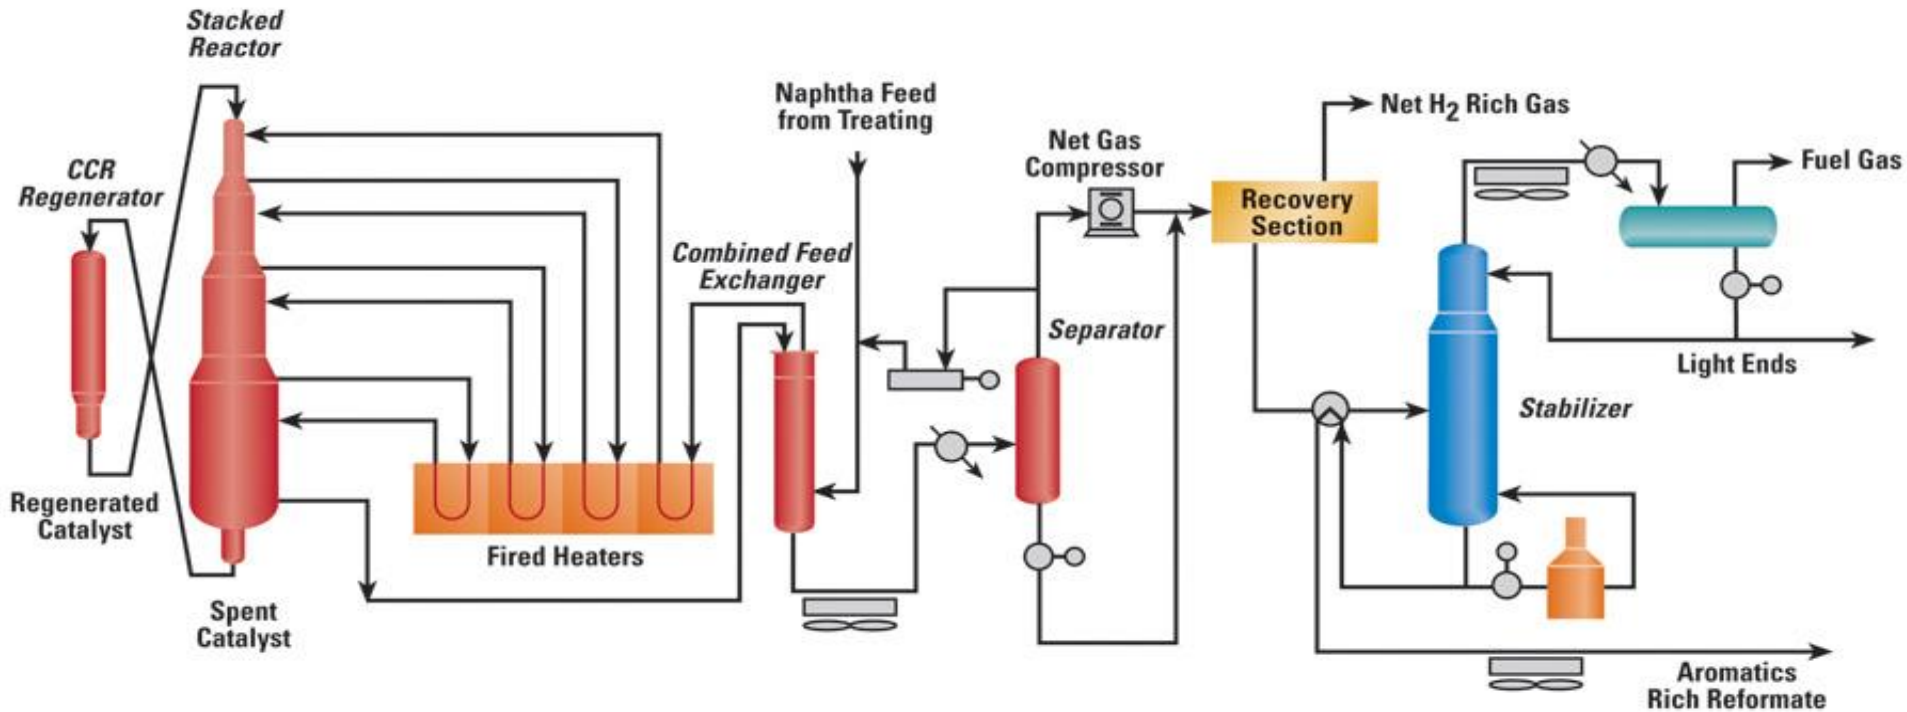 Stacked
Reactor
CCR
Regenerator
Regenerated
Catalyst
Spent
Catalyst
Fired Heaters
Combined Feed
Exchanger
Naphtha Feed
from Treating
Net Gas
Compressor
Separator
Recovery
Section
Net H2 Rich Gas
Fuel Gas
Light Ends
Stabilizer
Aromatics
Rich Reformate